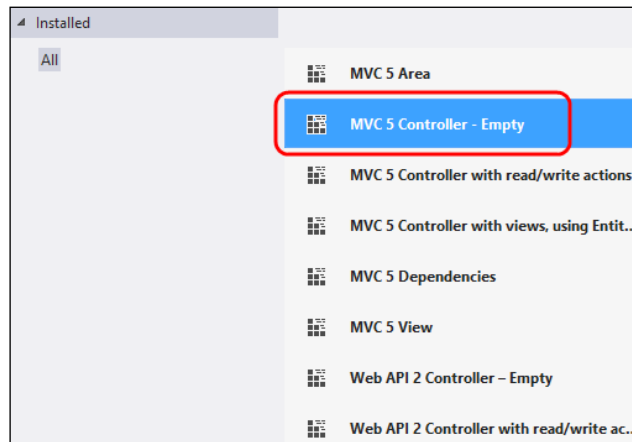 Installed
All
MVC 5 Area
MVC 5 Controller - Empty
MVC 5 Controller with read/write actions
MVC 5 Controller with views, using Entit...
MVC 5 Dependencies
MVC 5 View
Web API 2 Controller – Empty
Web API 2 Controller with read/write ac...